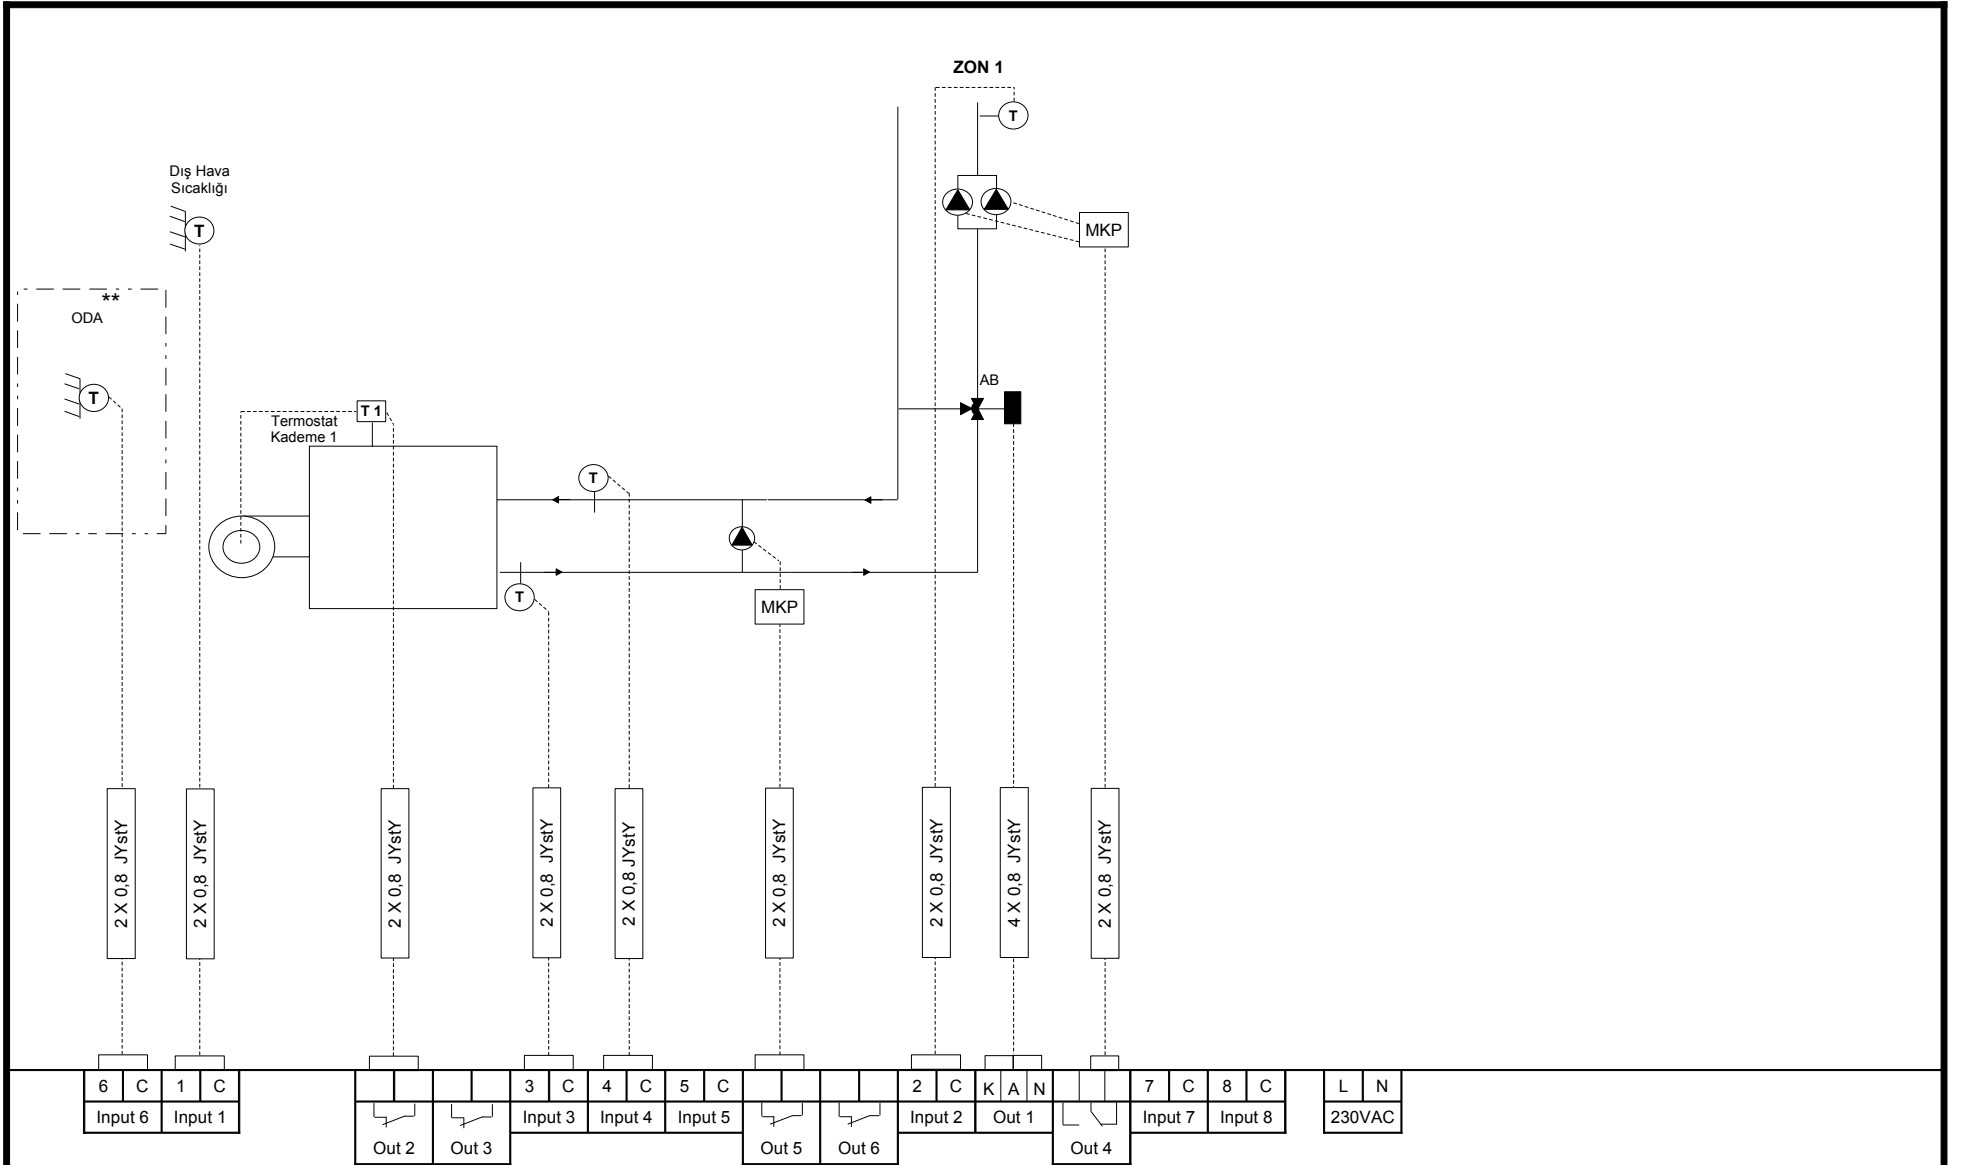 ZON 1
T
Dış Hava
Sıcaklığı
T
MKP
**
ODA
T
AB
T 1
Termostat
Kademe 1
T
T
MKP
2 X 0,8 JYstY
2 X 0,8 JYstY
2 X 0,8 JYstY
2 X 0,8 JYstY
2 X 0,8 JYstY
2 X 0,8 JYstY
2 X 0,8 JYstY
4 X 0,8 JYstY
2 X 0,8 JYstY
6 C 1 C 3 C 4 C 5 C 2 C K A N 7 C 8 C L N
Input 6 Input 1 Input 3 Input 4 Input 5 Input 2 Out 1 Input 7 Input 8 230VAC
Out 2 Out 3 Out 5 Out 6 Out 4